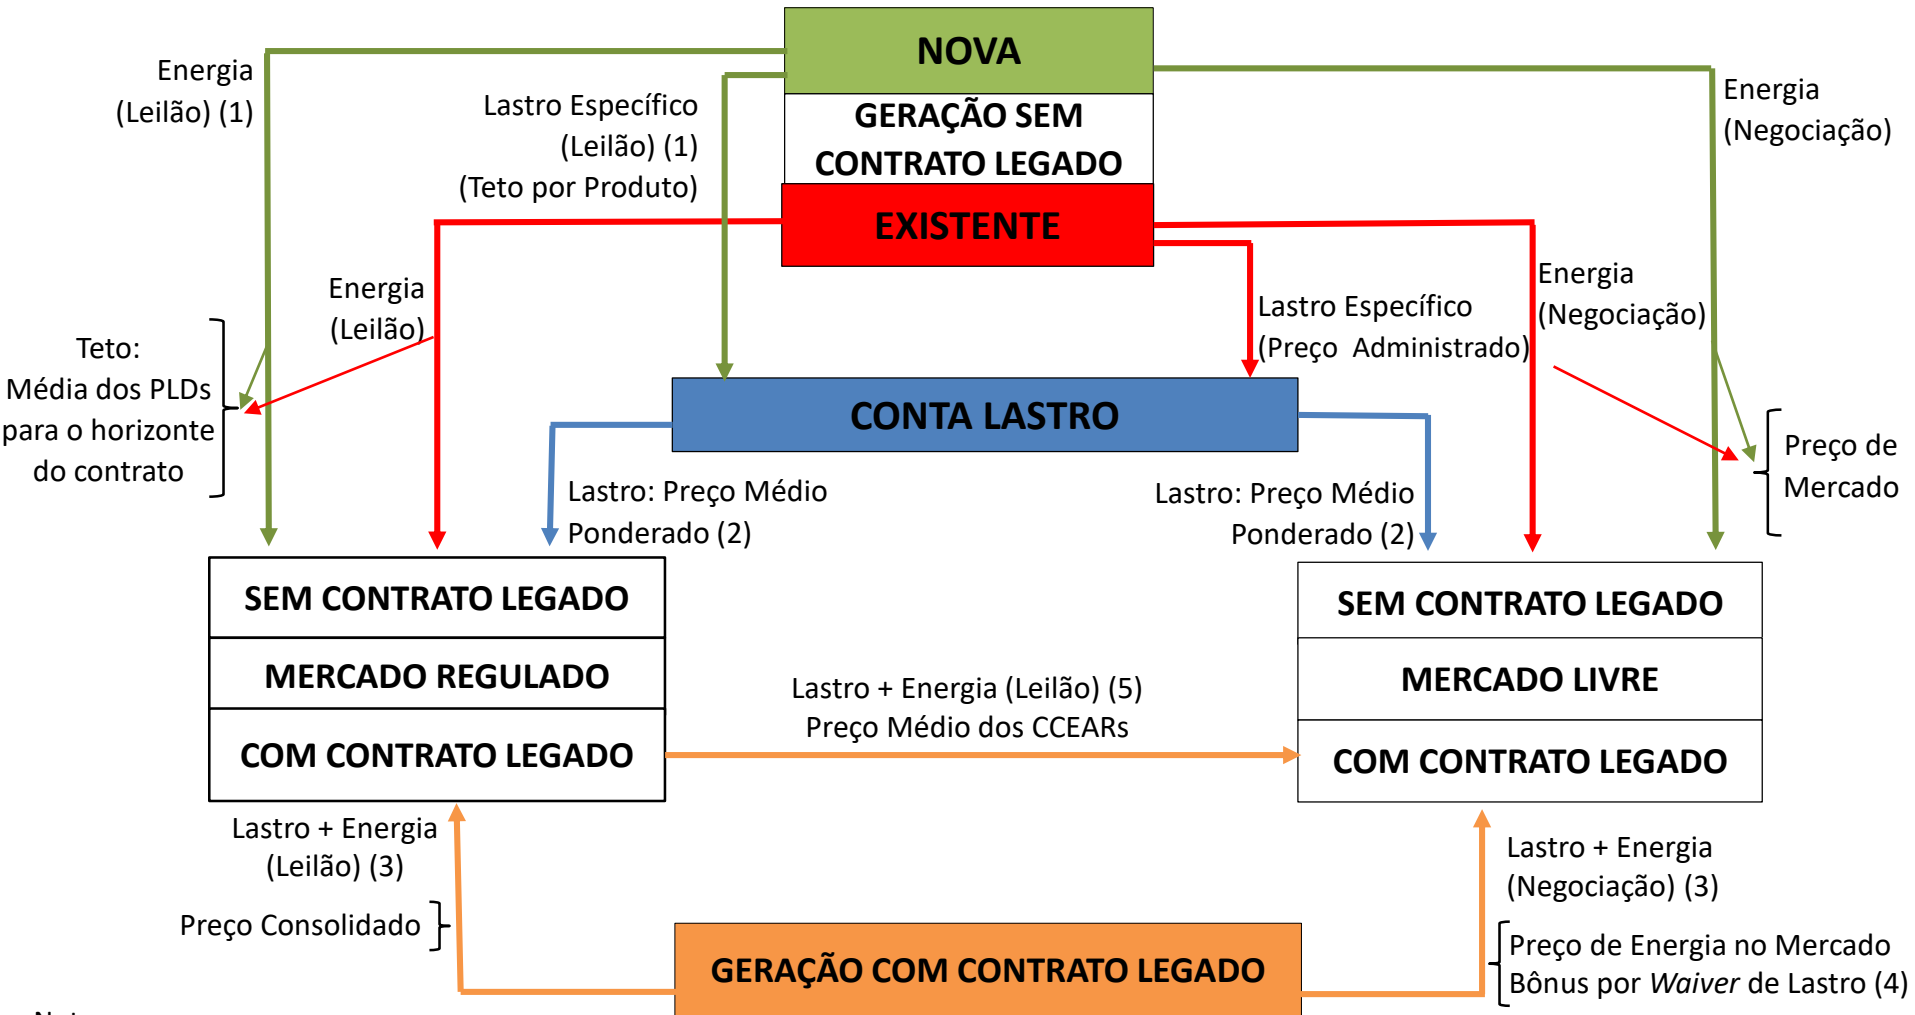 NOVA
GERAÇÃO SEM
CONTRATO LEGADO
EXISTENTE
Energia
(Leilão) (1)
Lastro Específico
(Leilão) (1)
(Teto por Produto)
Energia
(Negociação)
Energia
(Leilão)
Energia
(Negociação)
Lastro Específico
(Preço Administrado)
Teto:
Média dos PLDs
para o horizonte
do contrato
CONTA LASTRO
Preço de
Mercado
Lastro: Preço Médio
Ponderado (2)
Lastro: Preço Médio
Ponderado (2)
SEM CONTRATO LEGADO
MERCADO REGULADO
COM CONTRATO LEGADO
SEM CONTRATO LEGADO
MERCADO LIVRE
COM CONTRATO LEGADO
Lastro + Energia (Leilão) (5)
Preço Médio dos CCEARs
Lastro + Energia
(Leilão) (3)
Preço Consolidado
Lastro + Energia
(Negociação) (3)
Preço de Energia no Mercado
Bônus por Waiver de Lastro (4)
GERAÇÃO COM CONTRATO LEGADO